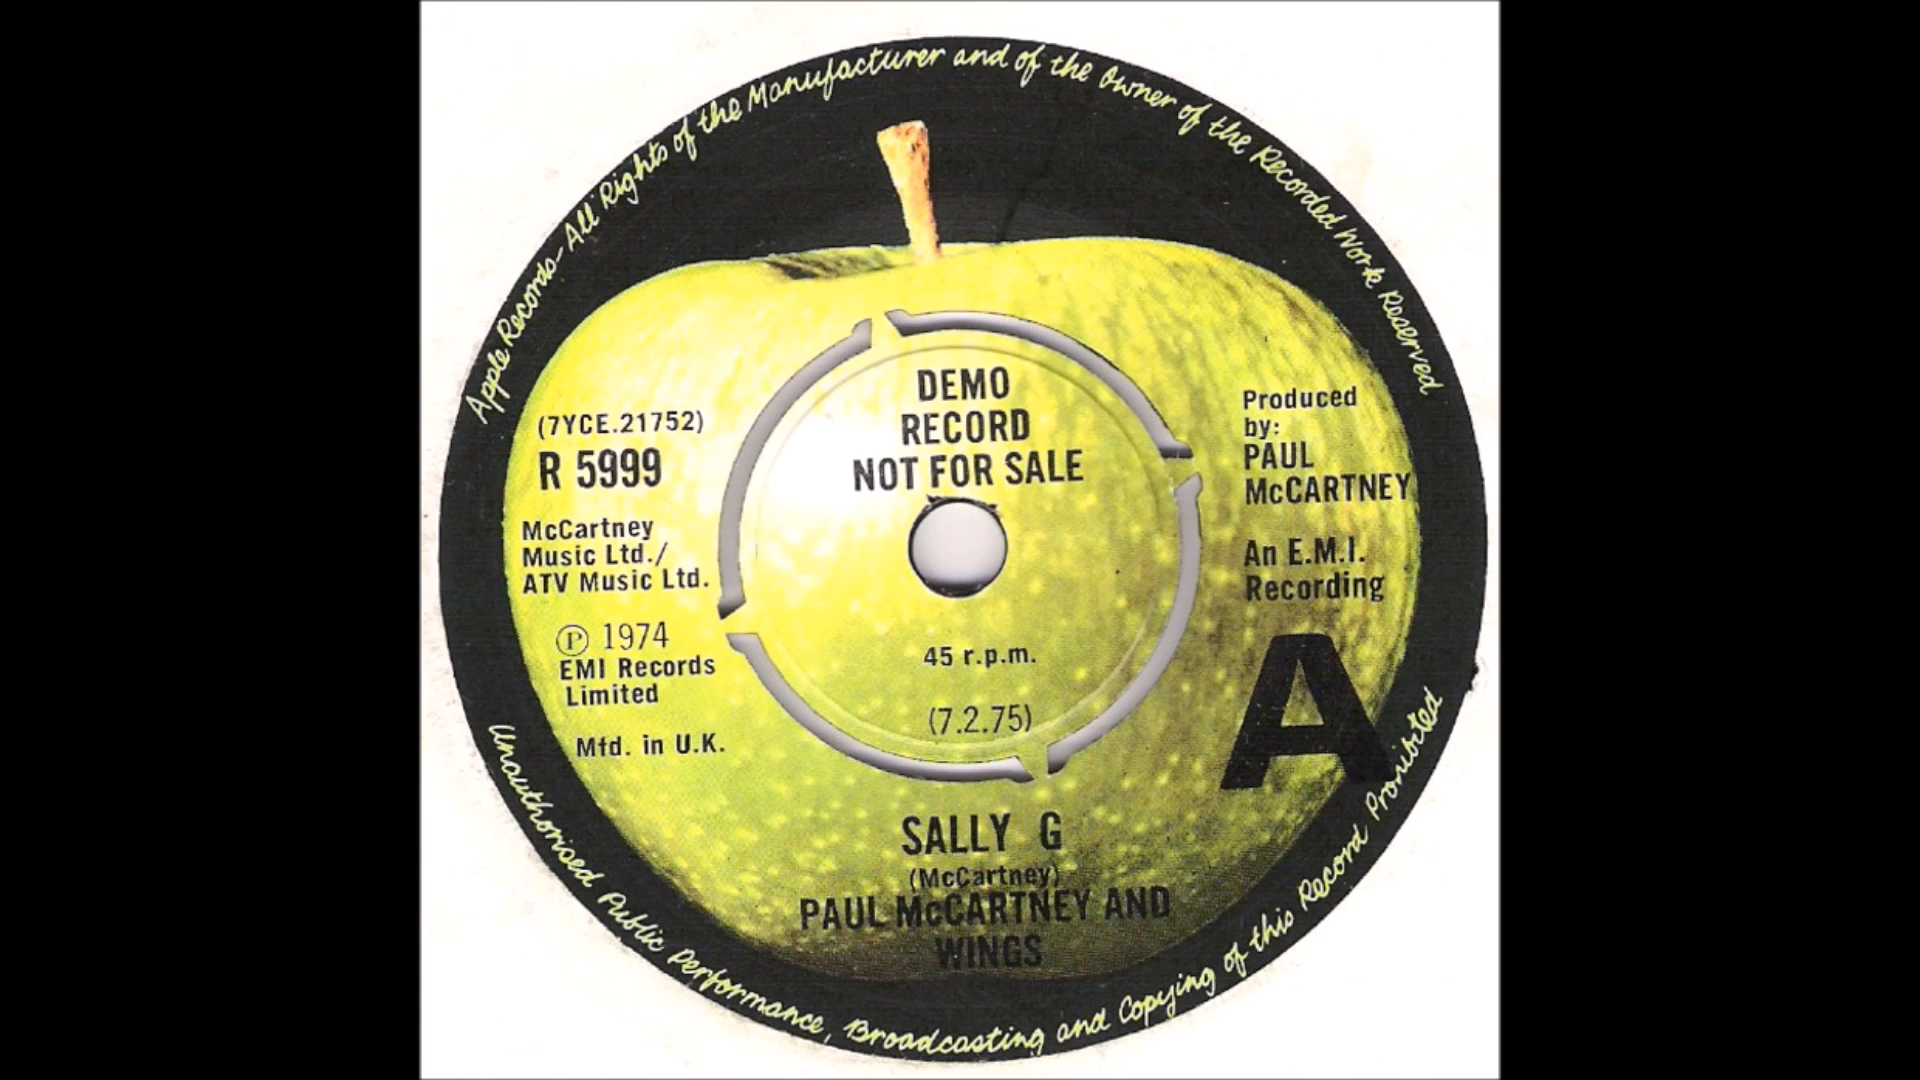 Apple Records - All Rights of the Manufacturer and of the Owner of the Recorded Work Reserved
DEMO
RECORD
NOT FOR SALE
(7YCE.21752)
R 5999
McCartney
Music Ltd./
ATV Music Ltd.
Ⓟ 1974
EMI Records
Limited
Mfd. in U.K.
Produced
by:
PAUL
McCARTNEY
An E.M.I.
Recording
A
45 r.p.m.
(7.2.75)
SALLY G
(McCartney)
PAUL McCARTNEY AND
WINGS
Unauthorised Public Performance, Broadcasting and Copying of this Record Prohibited